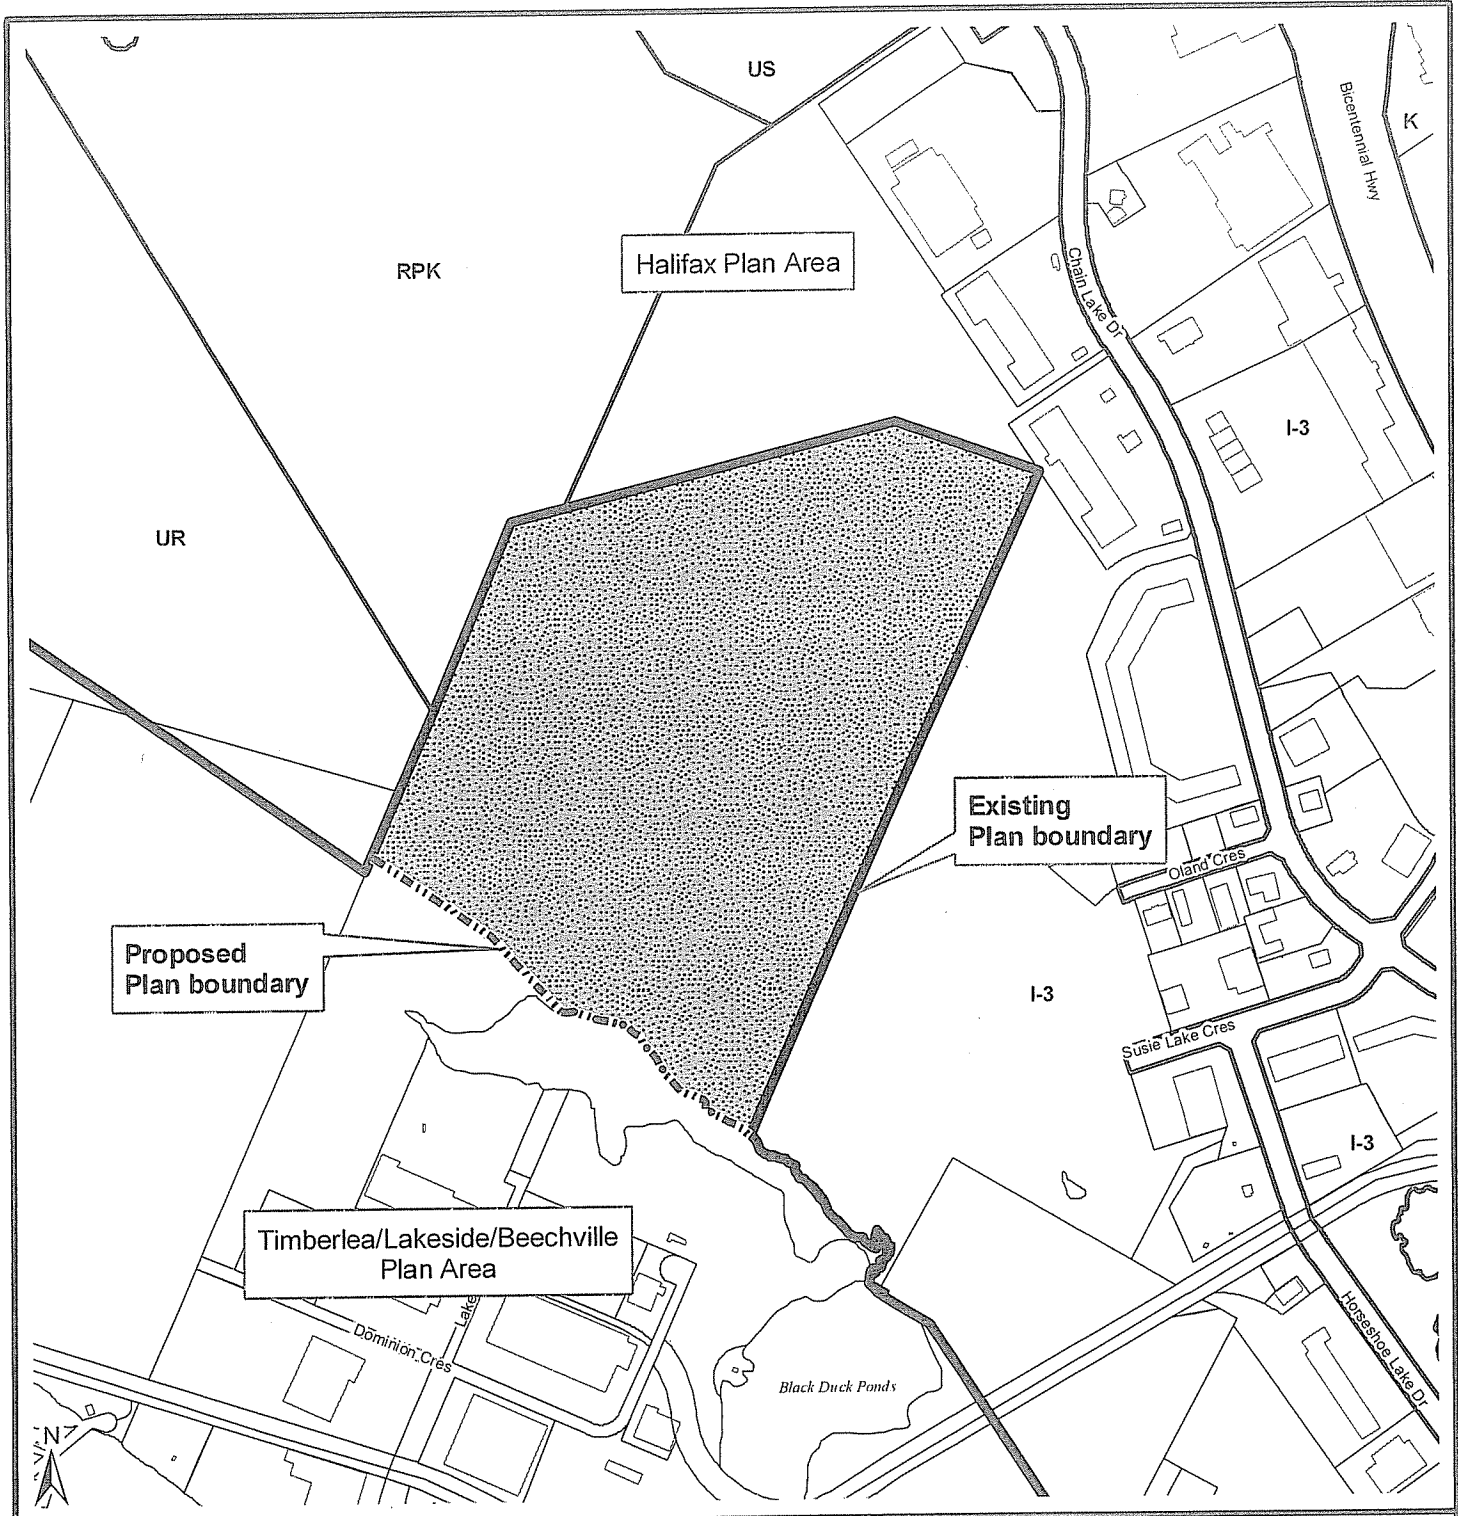 US
Bicentennial Hwy
K
RPK
Halifax Plan Area
Chain Lake Dr
I-3
UR
Existing
Plan boundary
Oland Cres
Proposed
Plan boundary
I-3
Susie Lake Cres
I-3
Timberlea/Lakeside/Beechville
Plan Area
Lake
Dominion Cres
Horseshoe Lake Dr
Black Duck Ponds
N